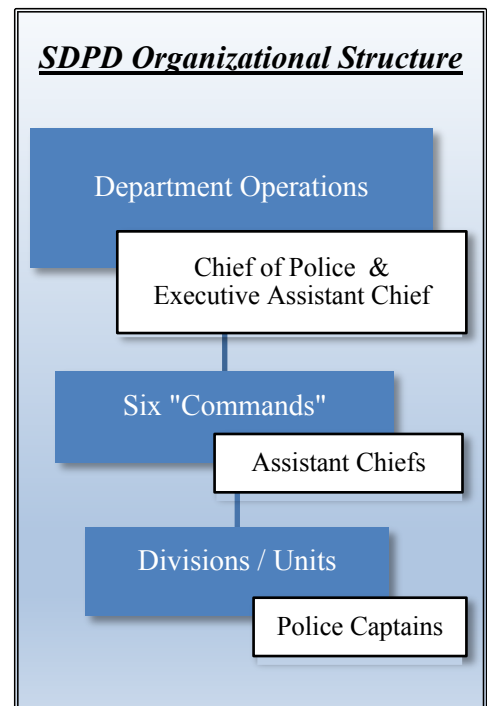 SDPD Organizational Structure
Department Operations
Chief of Police &
Executive Assistant Chief
Six "Commands"
Assistant Chiefs
Divisions / Units
Police Captains